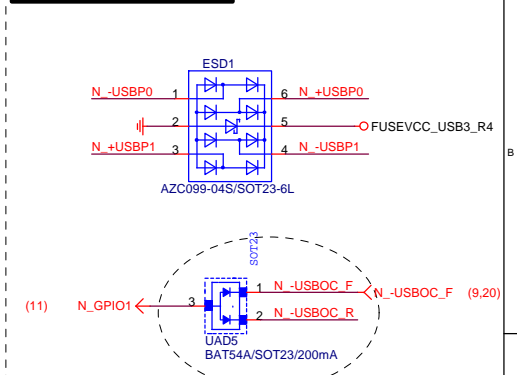 ESD1
N_-USBP0 1 6 N_+USBP0
2 5 FUSEVCC_USB3_R4
N_+USBP1 3 4 N_-USBP1
AZC099-04S/SOT23-6L
B
SOT23
1 N_-USBOC_F N_-USBOC_F (9,20)
(11) N_GPIO1 3
2 N_-USBOC_R
UAD5
BAT54A/SOT23/200mA